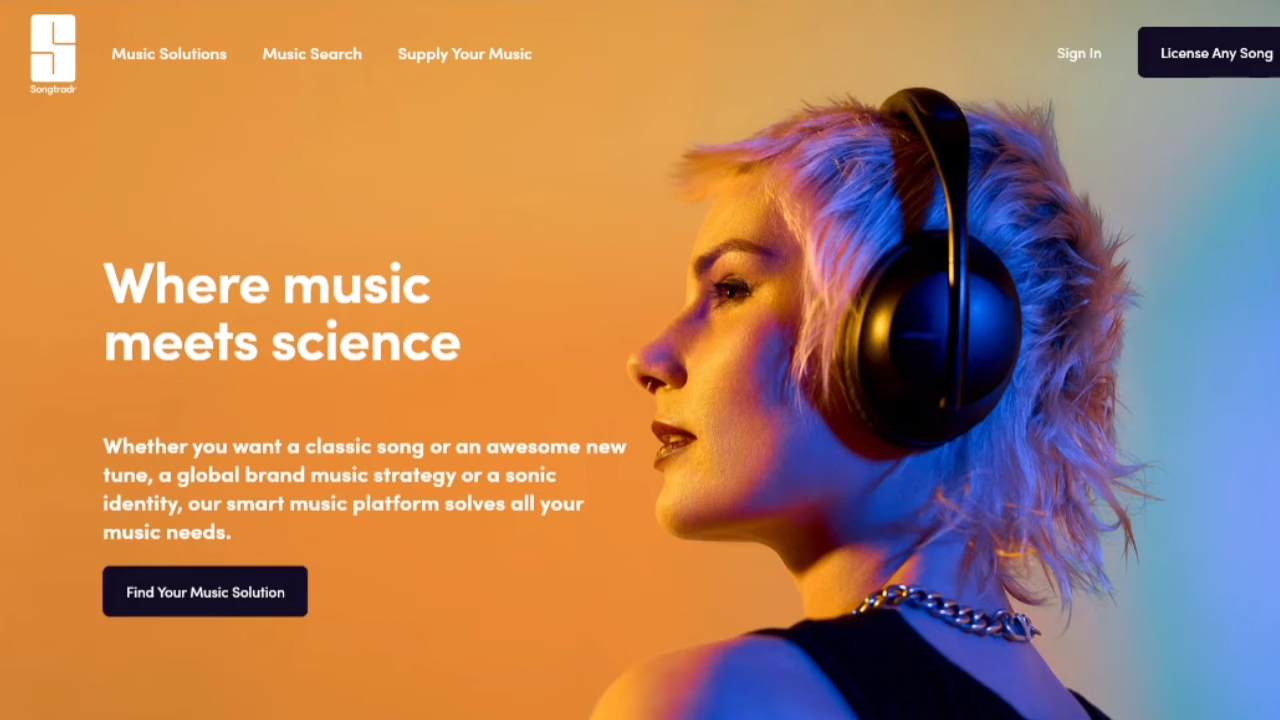 Songtradr
Music Solutions
Music Search
Supply Your Music
Sign In
License Any Song
Where music
meets science
Whether you want a classic song or an awesome new
tune, a global brand music strategy or a sonic
identity, our smart music platform solves all your
music needs.
Find Your Music Solution